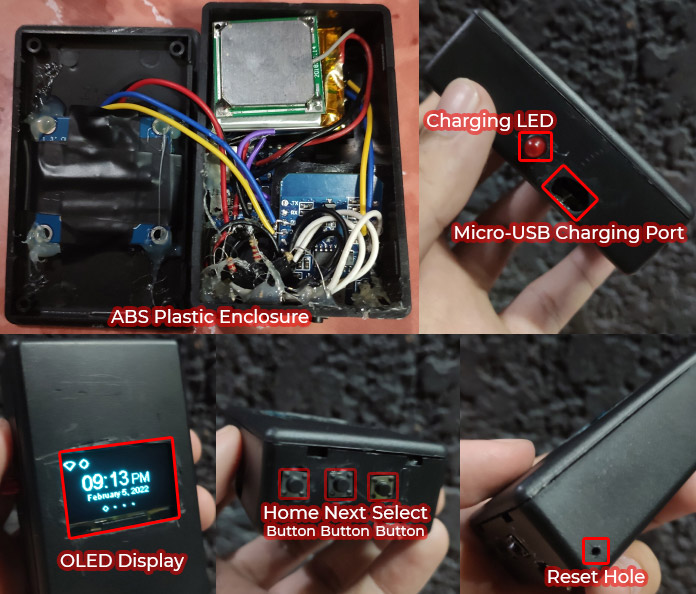 ABS Plastic Enclosure
Charging LED
Micro-USB Charging Port
09:13 PM
February 5, 2022
OLED Display
Home Next Select
Button Button Button
Reset Hole